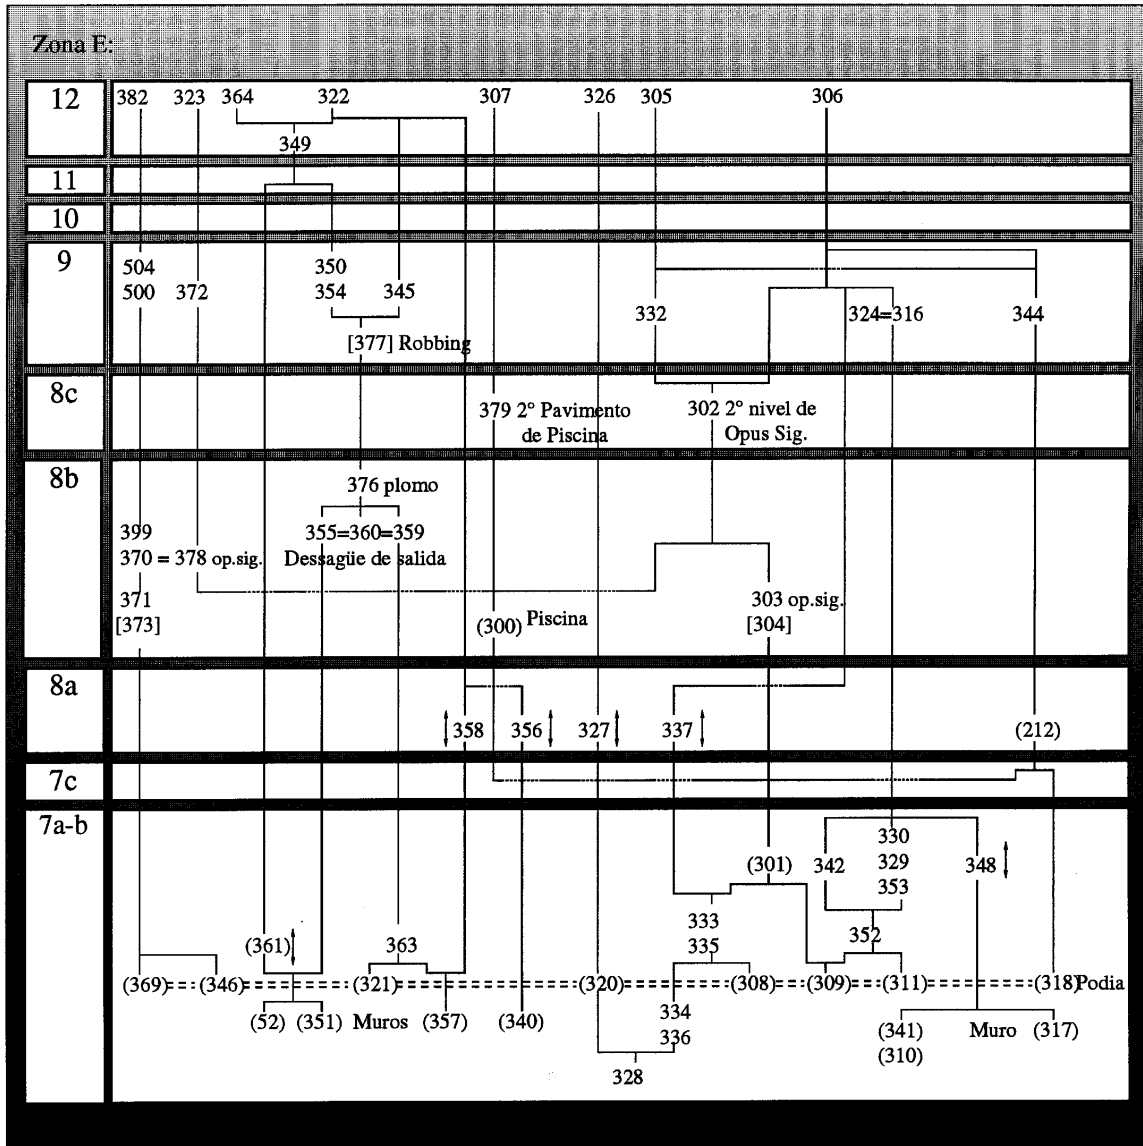 Zona E:
12
382 323 364 322 307 326 305 306
349
11
10
9
504 350
500 372 354 345 332 324=316 344
[377] Robbing
8c
379 2° Pavimento de Piscina
302 2° nivel de Opus Sig.
8b
376 plomo
399 355=360=359
370 = 378 op.sig. Dessagüe de salida
371 303 op.sig.
[373] (300) Piscina [304]
8a
358 356 327 337 (212)
7c
7a-b
330
(301) 342 329 348
353
333
(361) 363 335 352
(369) (346) (321) (320) (308) (309) (311) (318) Podia
(52) (351) Muros (357) (340) 334 (341) Muro (317)
336 (310)
328